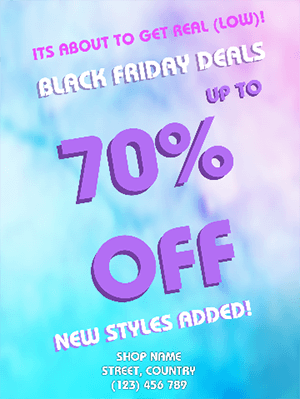 ITS ABOUT TO GET REAL (LOW)!
BLACK FRIDAY DEALS
UP TO
70%
OFF
NEW STYLES ADDED!
SHOP NAME
STREET, COUNTRY
(123) 456 789